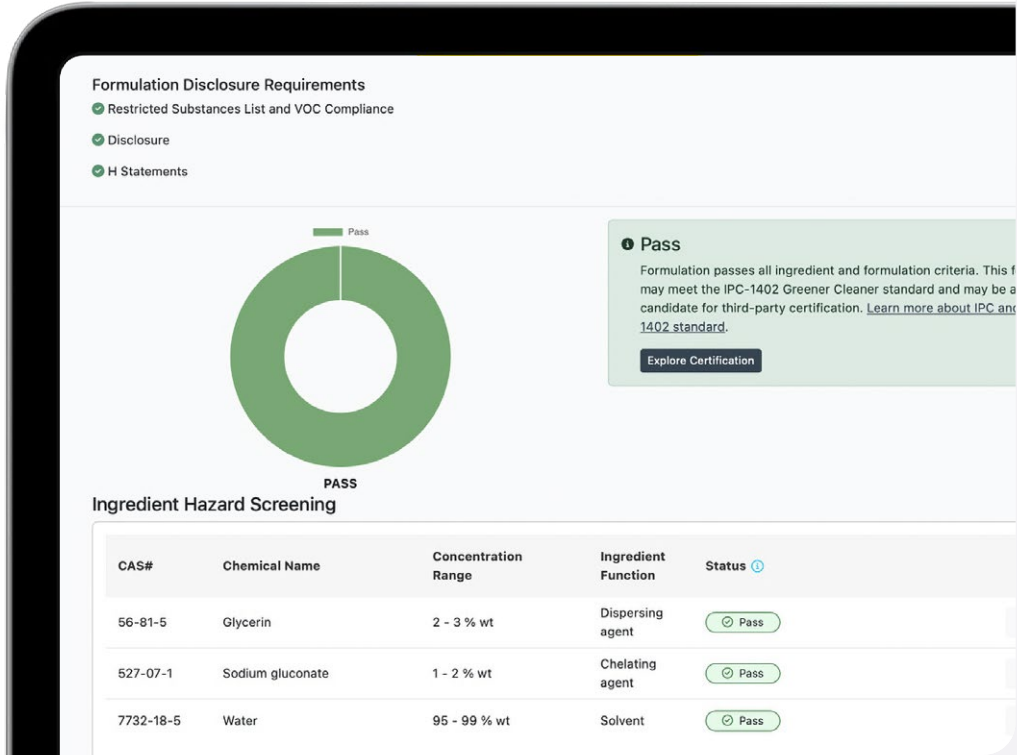 Formulation Disclosure Requirements
Restricted Substances List and VOC Compliance
Disclosure
H Statements
Pass
Pass
Formulation passes all ingredient and formulation criteria. This
may meet the IPC-1402 Greener Cleaner standard and may be a
candidate for third-party certification. Learn more about IPC and
1402 standard.
Explore Certification
PASS
Ingredient Hazard Screening
CAS# Chemical Name Concentration Range Ingredient Function Status
56-81-5 Glycerin 2 - 3 % wt Dispersing agent Pass
527-07-1 Sodium gluconate 1 - 2 % wt Chelating agent Pass
7732-18-5 Water 95 - 99 % wt Solvent Pass